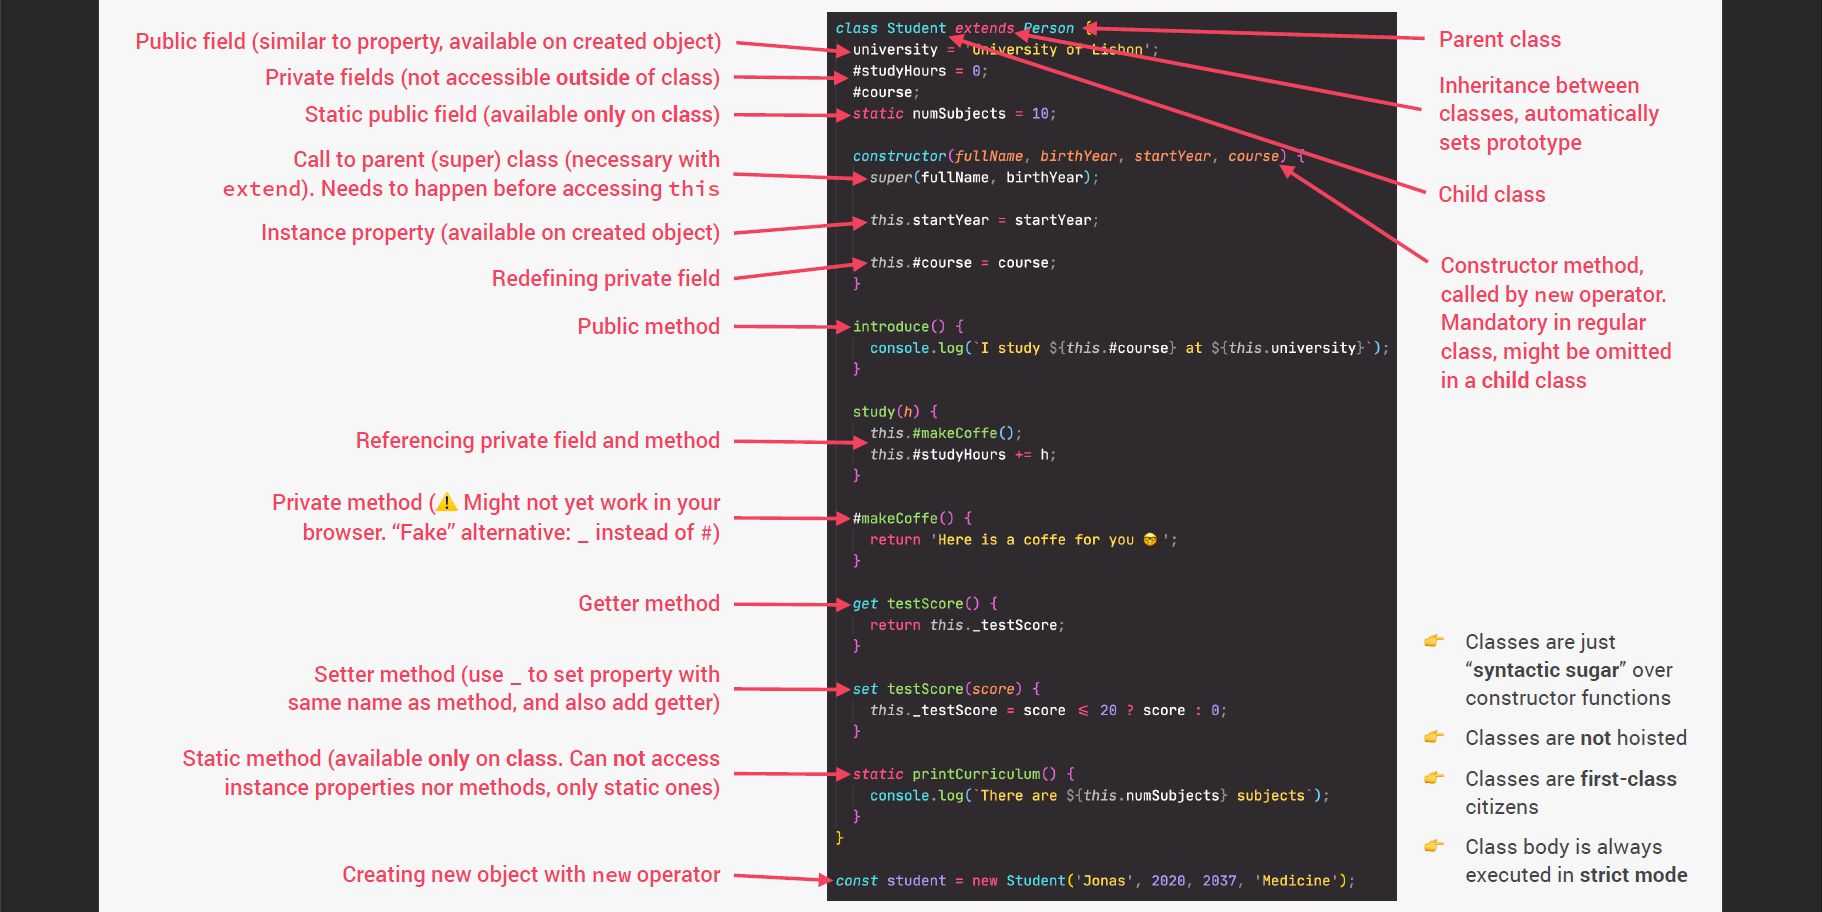 Public field (similar to property, available on created object)
Private fields (not accessible outside of class)
Static public field (available only on class)
Call to parent (super) class (necessary with
extend). Needs to happen before accessing this
Instance property (available on created object)
Redefining private field
Public method
Referencing private field and method
Private method (⚠️ Might not yet work in your
browser. “Fake” alternative: _ instead of #)
Getter method
Setter method (use _ to set property with
same name as method, and also add getter)
Static method (available only on class. Can not access
instance properties nor methods, only static ones)
Creating new object with new operator
class Student extends Person {
university = 'University of Lisbon';
#studyHours = 0;
#course;
static numSubjects = 10;
constructor(fullName, birthYear, startYear, course) {
super(fullName, birthYear);
this.startYear = startYear;
this.#course = course;
}
introduce() {
console.log(`I study ${this.#course} at ${this.university}`);
}
study(h) {
this.#makeCoffe();
this.#studyHours += h;
}
#makeCoffe() {
return 'Here is a coffe for you 🤓';
}
get testScore() {
return this._testScore;
}
set testScore(score) {
this._testScore = score ≤ 20 ? score : 0;
}
static printCurriculum() {
console.log(`There are ${this.numSubjects} subjects`);
}
}
const student = new Student('Jonas', 2020, 2037, 'Medicine');
Parent class
Inheritance between
classes, automatically
sets prototype
Child class
Constructor method,
called by new operator.
Mandatory in regular
class, might be omitted
in a child class
👉 Classes are just
“syntactic sugar” over
constructor functions
👉 Classes are not hoisted
👉 Classes are first-class
citizens
👉 Class body is always
executed in strict mode